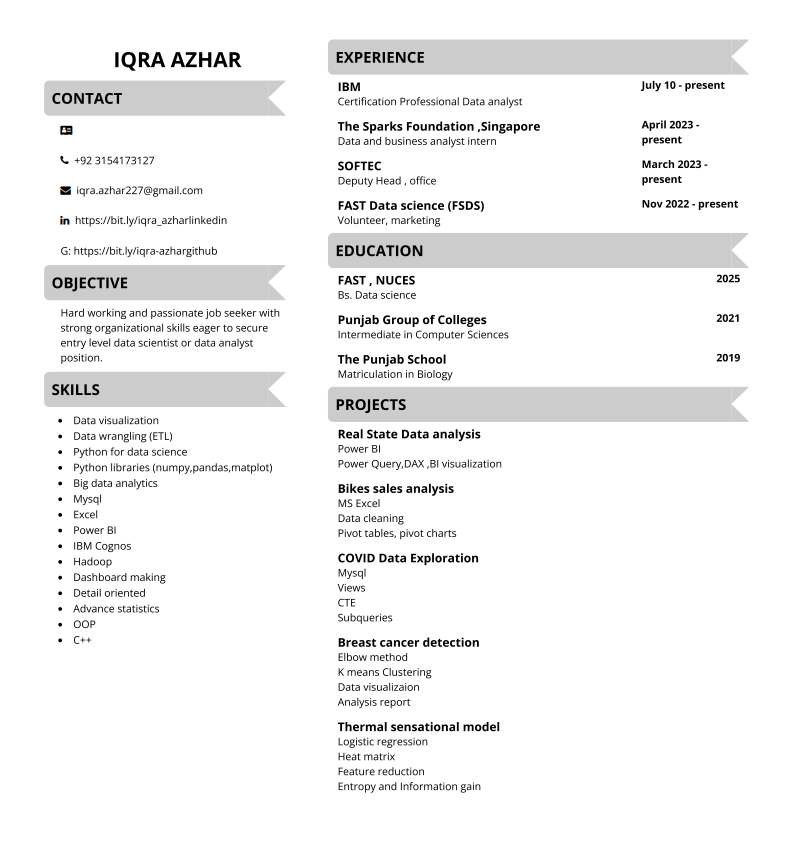 IQRA AZHAR
CONTACT
+92 3154173127
iqra.azhar227@gmail.com
https://bit.ly/iqra_azharlinkedin
G: https://bit.ly/iqra-azhargithub
OBJECTIVE
Hard working and passionate job seeker with
strong organizational skills eager to secure
entry level data scientist or data analyst
position.
SKILLS
• Data visualization
• Data wrangling (ETL)
• Python for data science
• Python libraries (numpy,pandas,matplot)
• Big data analytics
• Mysql
• Excel
• Power BI
• IBM Cognos
• Hadoop
• Dashboard making
• Detail oriented
• Advance statistics
• OOP
• C++
EXPERIENCE
IBM July 10 - present
Certification Professional Data analyst
The Sparks Foundation ,Singapore April 2023 -
Data and business analyst intern present
SOFTEC March 2023 -
Deputy Head , office present
FAST Data science (FSDS) Nov 2022 - present
Volunteer, marketing
EDUCATION
FAST , NUCES 2025
Bs. Data science
Punjab Group of Colleges 2021
Intermediate in Computer Sciences
The Punjab School 2019
Matriculation in Biology
PROJECTS
Real State Data analysis
Power BI
Power Query,DAX ,BI visualization
Bikes sales analysis
MS Excel
Data cleaning
Pivot tables, pivot charts
COVID Data Exploration
Mysql
Views
CTE
Subqueries
Breast cancer detection
Elbow method
K means Clustering
Data visualizaion
Analysis report
Thermal sensational model
Logistic regression
Heat matrix
Feature reduction
Entropy and Information gain